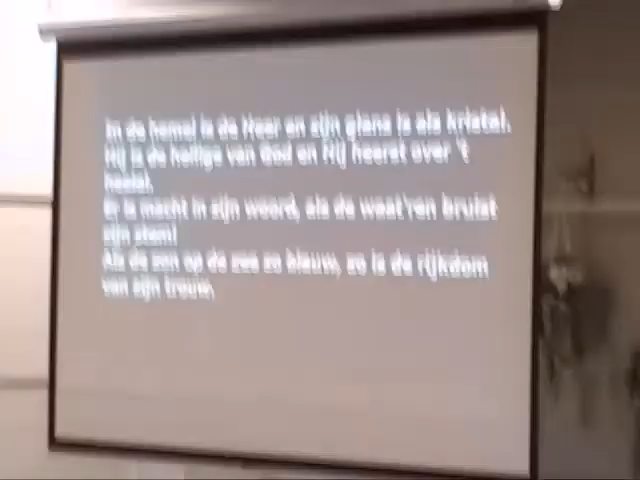 In de hemel is de Heer en zijn glans is als kristal.
Hij is de heilige van God en Hij heerst over 't
heelal.
Er is macht in zijn woord, als de wat'ren bruist
zijn stem!
Als de zon op de zee zo blauw, zo is de rijkdom
van zijn trouw,